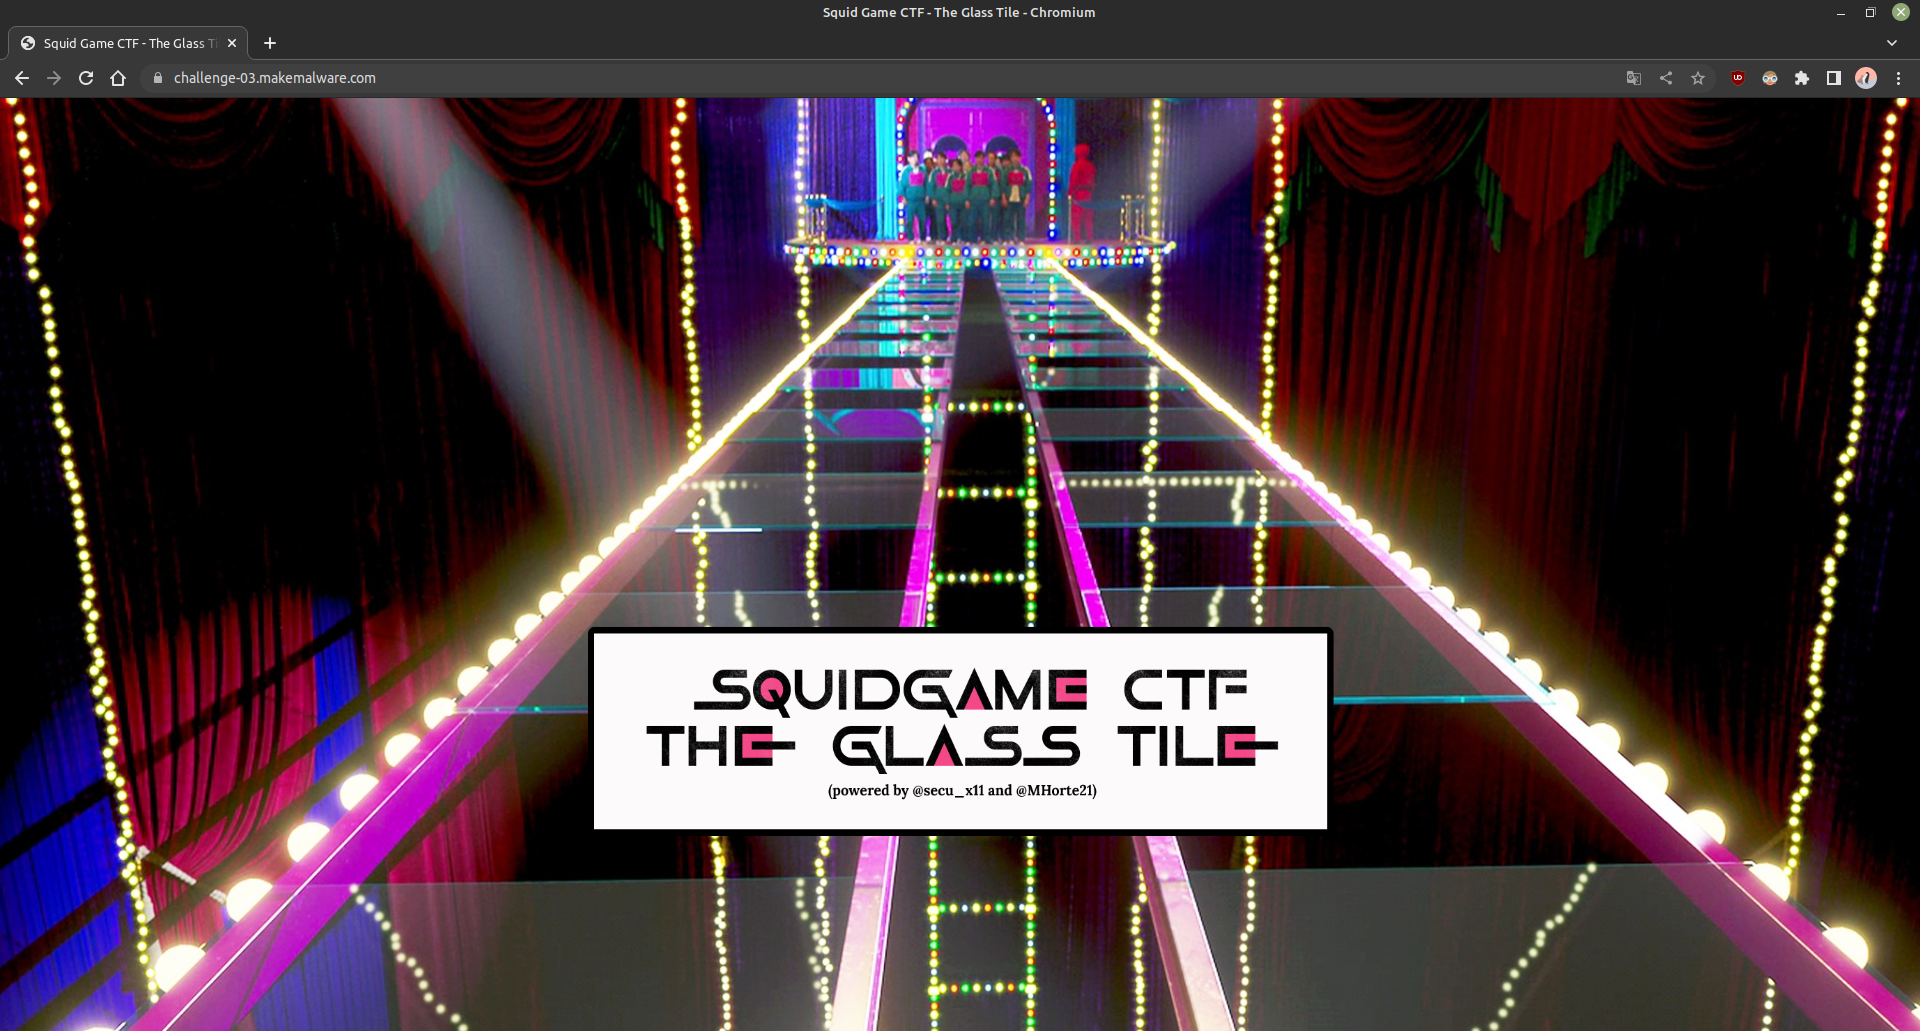 Squid Game CTF - The Glass Tile - Chromium
Squid Game CTF - The Glass
challenge-03.makemalware.com
SQUIDGAME CTF
THE GLASS TILE
(powered by @secu_x11 and @MHorte21)